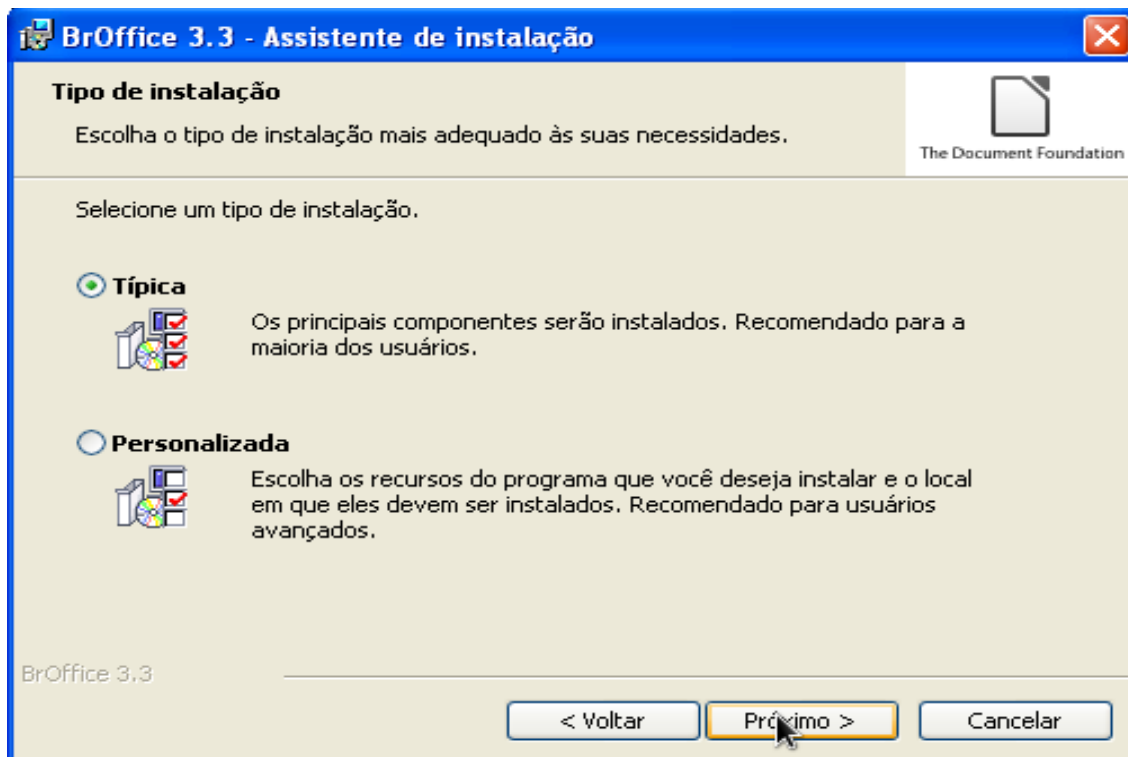 BrOffice 3.3 - Assistente de instalação
Tipo de instalação
Escolha o tipo de instalação mais adequado às suas necessidades.
The Document Foundation
Selecione um tipo de instalação.
Típica
Os principais componentes serão instalados. Recomendado para a
maioria dos usuários.
Personalizada
Escolha os recursos do programa que você deseja instalar e o local
em que eles devem ser instalados. Recomendado para usuários
avançados.
BrOffice 3.3
< Voltar
Próximo >
Cancelar